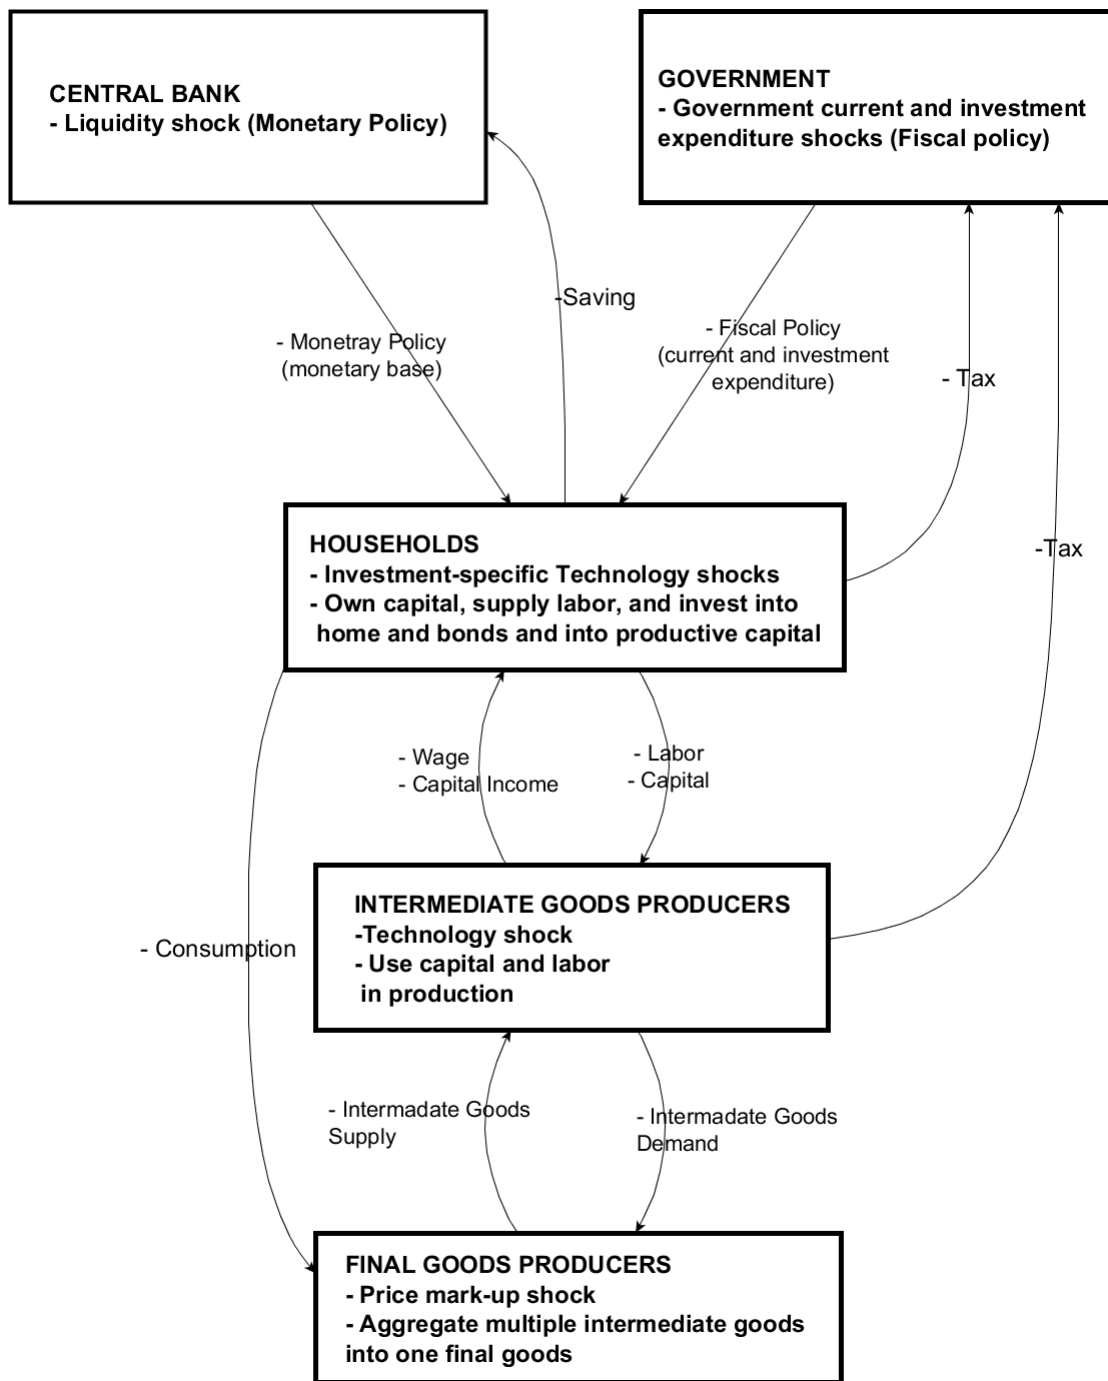 CENTRAL BANK
- Liquidity shock (Monetary Policy)
GOVERNMENT
- Government current and investment
expenditure shocks (Fiscal policy)
-Saving
- Monetray Policy
(monetary base)
- Fiscal Policy
(current and investment
expenditure)
- Tax
-Tax
HOUSEHOLDS
- Investment-specific Technology shocks
- Own capital, supply labor, and invest into
home and bonds and into productive capital
- Wage
- Capital Income
- Labor
- Capital
INTERMEDIATE GOODS PRODUCERS
-Technology shock
- Use capital and labor
in production
- Consumption
- Intermadate Goods
Supply
- Intermadate Goods
Demand
FINAL GOODS PRODUCERS
- Price mark-up shock
- Aggregate multiple intermediate goods
into one final goods